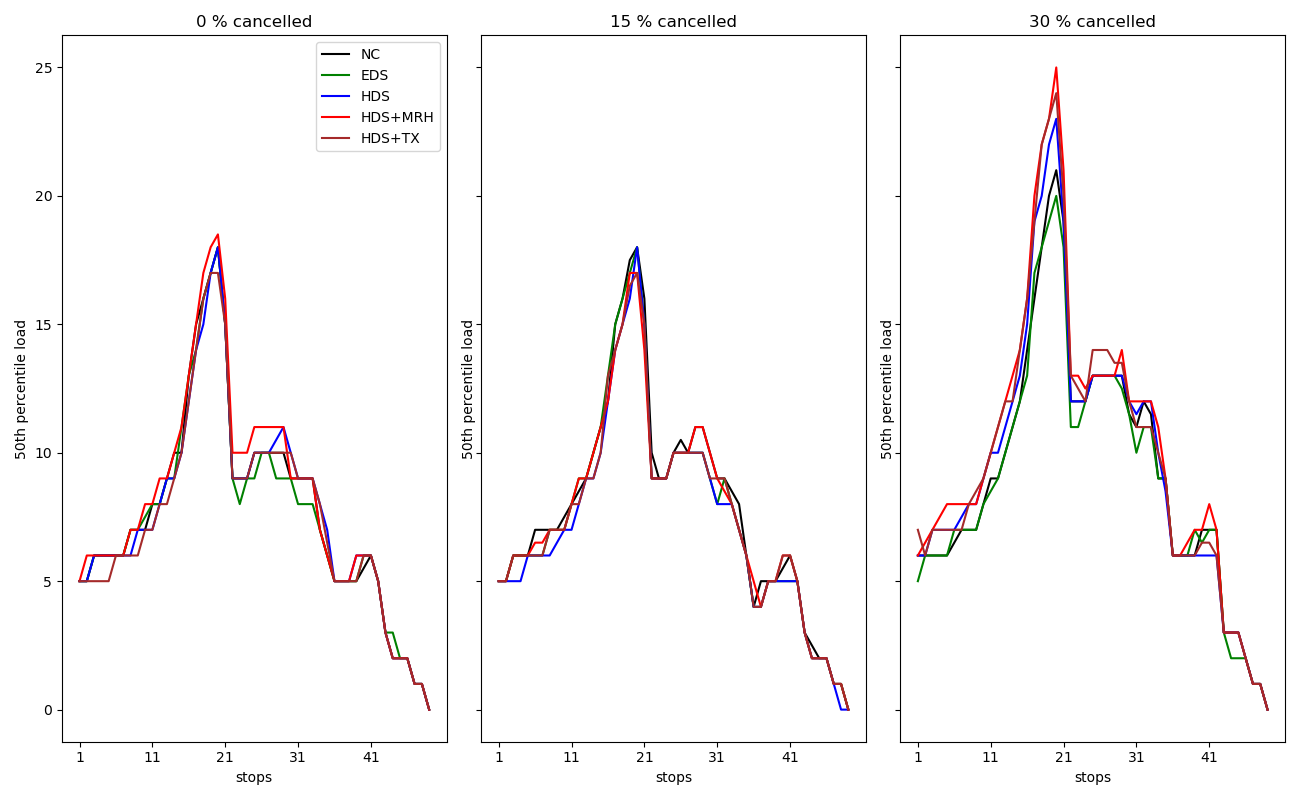 0 % cancelled
NC
EDS
HDS
HDS+MRH
HDS+TX
50th percentile load
25
20
15
10
5
0
1 11 21 31 41
stops
15 % cancelled
50th percentile load
1 11 21 31 41
stops
30 % cancelled
50th percentile load
1 11 21 31 41
stops